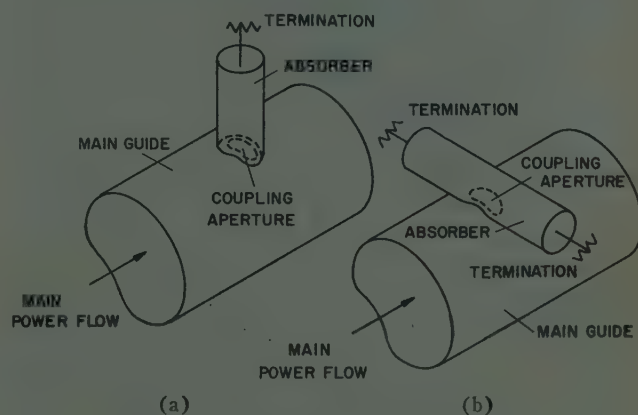 TERMINATION
ABSORBER
MAIN GUIDE
COUPLING
APERTURE
MAIN
POWER FLOW
(a)
TERMINATION
COUPLING
APERTURE
ABSORBER
TERMINATION
MAIN GUIDE
MAIN
POWER FLOW
(b)